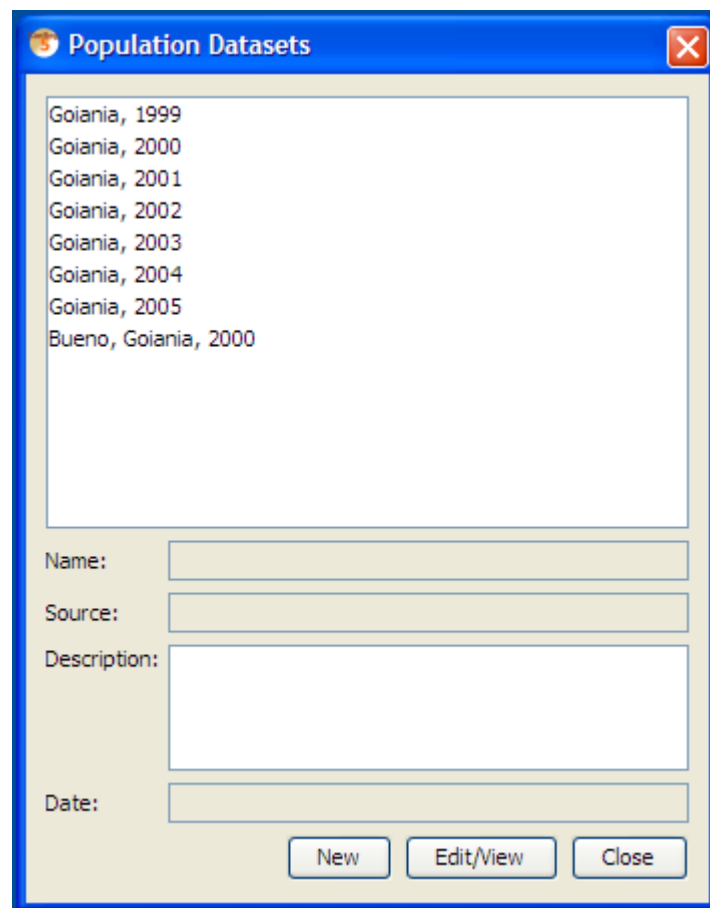 Population Datasets
Goiania, 1999
Goiania, 2000
Goiania, 2001
Goiania, 2002
Goiania, 2003
Goiania, 2004
Goiania, 2005
Bueno, Goiania, 2000
Name:
Source:
Description:
Date:
New Edit/View Close